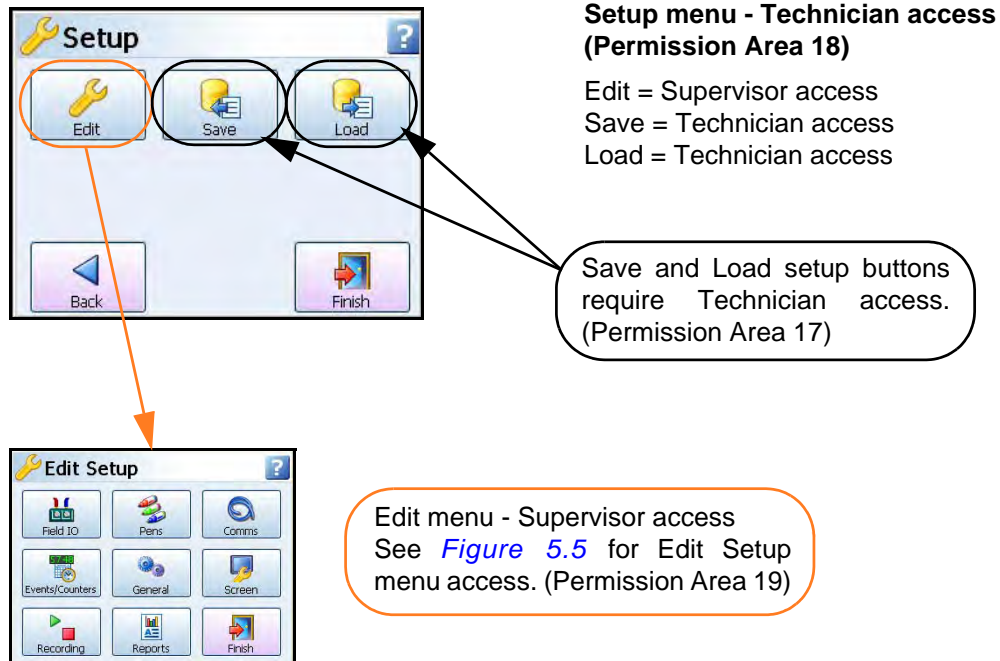 Setup
?
Edit
Save
Load
Back
Finish
Setup menu - Technician access
(Permission Area 18)
Edit = Supervisor access
Save = Technician access
Load = Technician access
Save and Load setup buttons
require Technician access.
(Permission Area 17)
Edit Setup
?
Field IO
Pens
Comms
Events/Counters
General
Screen
Recording
Reports
Finish
Edit menu - Supervisor access
See Figure 5.5 for Edit Setup
menu access. (Permission Area 19)